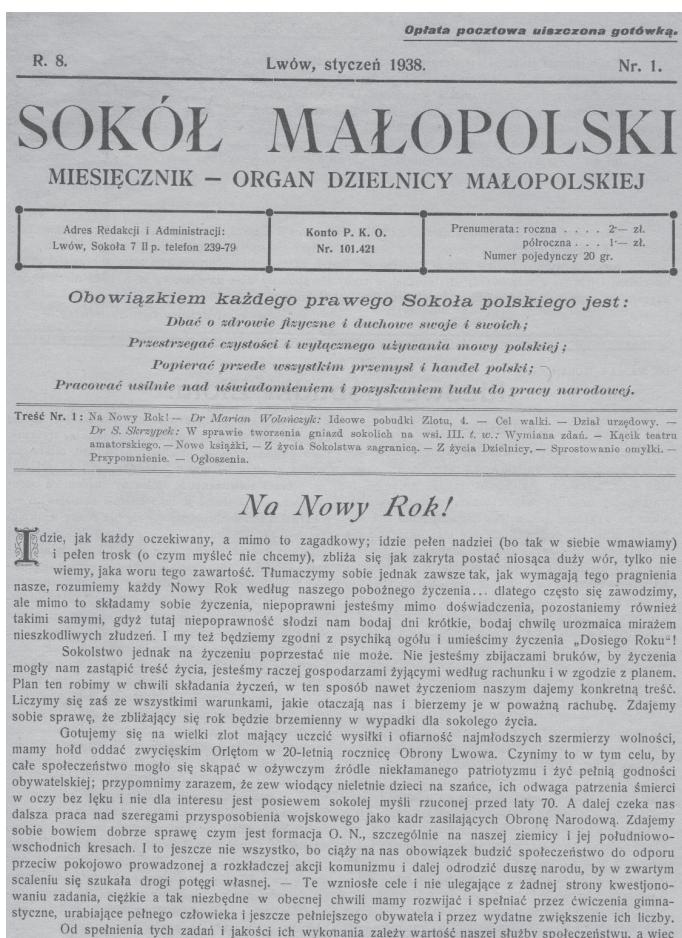 Opłata pocztowa uiszczona gotówką.
R. 8. Lwów, styczeń 1938. Nr. 1.
SOKÓŁ MAŁOPOLSKI
MIESIĘCZNIK — ORGAN DZIELNICY MAŁOPOLSKIEJ
Adres Redakcji i Administracji:
Lwów, Sokoła 7 II p. telefon 239-79
Konto P. K. O.
Nr. 101.421
Prenumerata: roczna . . . . 2·— zł.
półroczna . . . 1·— zł.
Numer pojedynczy 20 gr.
Obowiązkiem każdego prawego Sokoła polskiego jest:
Dbać o zdrowie fizyczne i duchowe swoje i swoich;
Przestrzegać czystości i wyłącznego używania mowy polskiej;
Popierać przede wszystkim przemysł i handel polski;
Pracować usilnie nad uświadomieniem i pozyskaniem ludu do pracy narodowej.
Treść Nr. 1: Na Nowy Rok! — Dr Marian Wolańczyk: Ideowe pobudki Zlotu, 4. — Cel walki. — Dział urzędowy. —
Dr S. Skrzypek: W sprawie tworzenia gniazd sokolich na wsi. III. t. w.: Wymiana zdań. — Kącik teatru
amatorskiego. — Nowe książki. — Z życia Sokolstwa zagranicą. — Z życia Dzielnicy. — Sprostowanie omyłki. —
Przypomnienie. — Ogłoszenia.
Na Nowy Rok!
Idzie, jak każdy oczekiwany, a mimo to zagadkowy; idzie pełen nadziei (bo tak w siebie wmawiamy)
i pełen trosk (o czym myśleć nie chcemy), zbliża się jak zakryta postać niosąca duży wór, tylko nie
wiemy, jaka woru tego zawartość. Tłumaczymy sobie jednak zawsze tak, jak wymagają tego pragnienia
nasze, rozumiemy każdy Nowy Rok według naszego pobożnego życzenia... dlatego często się zawodzimy,
ale mimo to składamy sobie życzenia, niepoprawni jesteśmy mimo doświadczenia, pozostaniemy również
takimi samymi, gdyż tutaj niepoprawność słodzi nam bodaj dni krótkie, bodaj chwilę urozmaica mirażem
nieszkodliwych złudzeń. I my też będziemy zgodni z psychiką ogółu i umieścimy życzenia „Dosiego Roku"!
Sokolstwo jednak na życzeniu poprzestać nie może. Nie jesteśmy zbijaczami bruków, by życzenia
mogły nam zastąpić treść życia, jesteśmy raczej gospodarzami żyjącymi według rachunku i w zgodzie z planem.
Plan ten robimy w chwili składania życzeń, w ten sposób nawet życzeniom naszym dajemy konkretną treść.
Liczymy się zaś ze wszystkimi warunkami, jakie otaczają nas i bierzemy je w poważną rachubę. Zdajemy
sobie sprawę, że zbliżający się rok będzie brzemienny w wypadki dla sokolego życia.
Gotujemy się na wielki zlot mający uczcić wysiłki i ofiarność najmłodszych szermierzy wolności,
mamy hołd oddać zwycięskim Orlętom w 20-letnią rocznicę Obrony Lwowa. Czynimy to w tym celu, by
całe społeczeństwo mogło się skąpać w ożywczym źródle niekłamanego patriotyzmu i żyć pełnią godności
obywatelskiej; przypomnimy zarazem, że zew wiodący nieletnie dzieci na szańce, ich odwaga patrzenia śmierci
w oczy bez lęku i nie dla interesu jest posiewem sokolej myśli rzuconej przed laty 70. A dalej czeka nas
dalsza praca nad szeregami przysposobienia wojskowego jako kadr zasilających Obronę Narodową. Zdajemy
sobie bowiem dobrze sprawę czym jest formacja O. N., szczególnie na naszej ziemicy i jej południowo-
wschodnich kresach. I to jeszcze nie wszystko, bo ciąży na nas obowiązek budzić społeczeństwo do odporu
przeciw pokojowo prowadzonej a rozkładczej akcji komunizmu i dalej odrodzić duszę narodu, by w zwartym
scaleniu się szukała drogi potęgi własnej. — Te wzniosłe cele i nie ulegające z żadnej strony kwestjono-
waniu zadania, ciężkie a tak niezbędne w obecnej chwili mamy rozwijać i spełniać przez ćwiczenia gimna-
styczne, urabiające pełnego człowieka i jeszcze pełniejszego obywatela i przez wydatne zwiększenie ich liczby.
Od spełnienia tych zadań i jakości ich wykonania zależy wartość naszej służby społeczeństwu, a więc